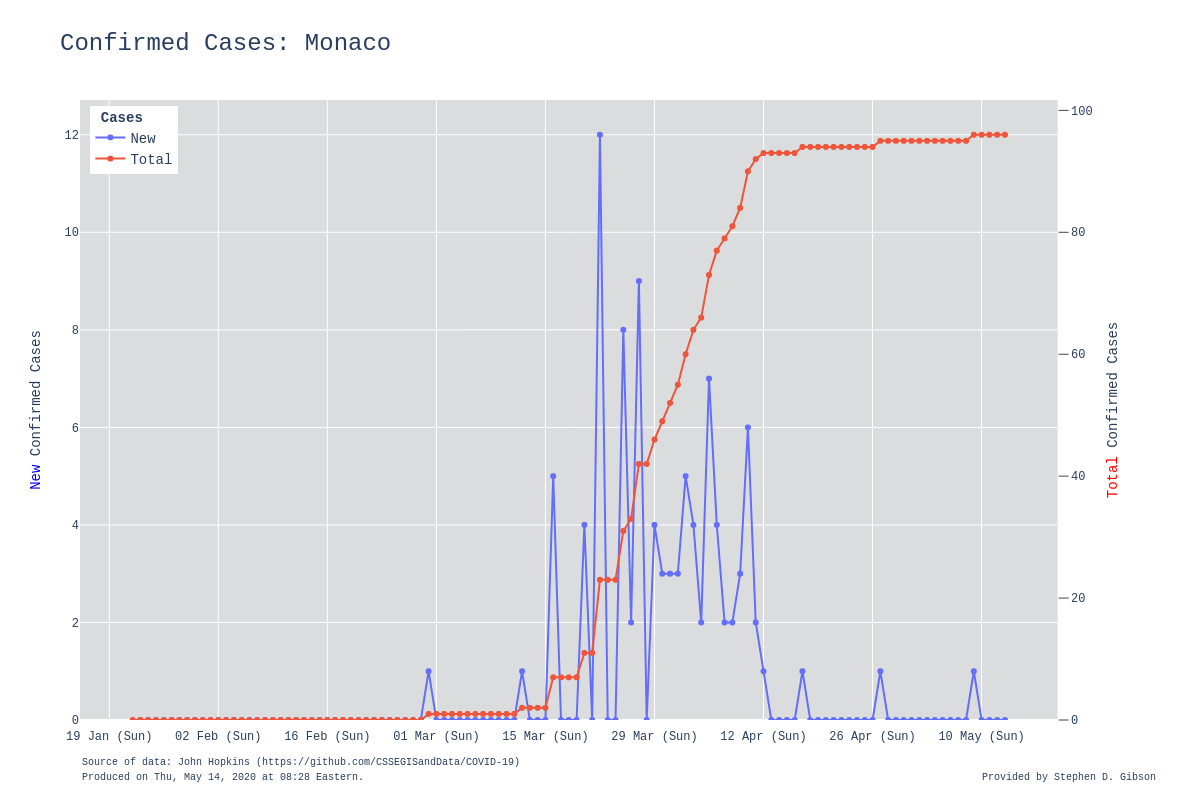 Confirmed Cases: Monaco
Cases
New
Total
12
10
8
6
4
2
0
New Confirmed Cases
100
80
60
40
20
0
Total Confirmed Cases
19 Jan (Sun) 02 Feb (Sun) 16 Feb (Sun) 01 Mar (Sun) 15 Mar (Sun) 29 Mar (Sun) 12 Apr (Sun) 26 Apr (Sun) 10 May (Sun)
Source of data: John Hopkins (https://github.com/CSSEGISandData/COVID-19)
Produced on Thu, May 14, 2020 at 08:28 Eastern.
Provided by Stephen D. Gibson